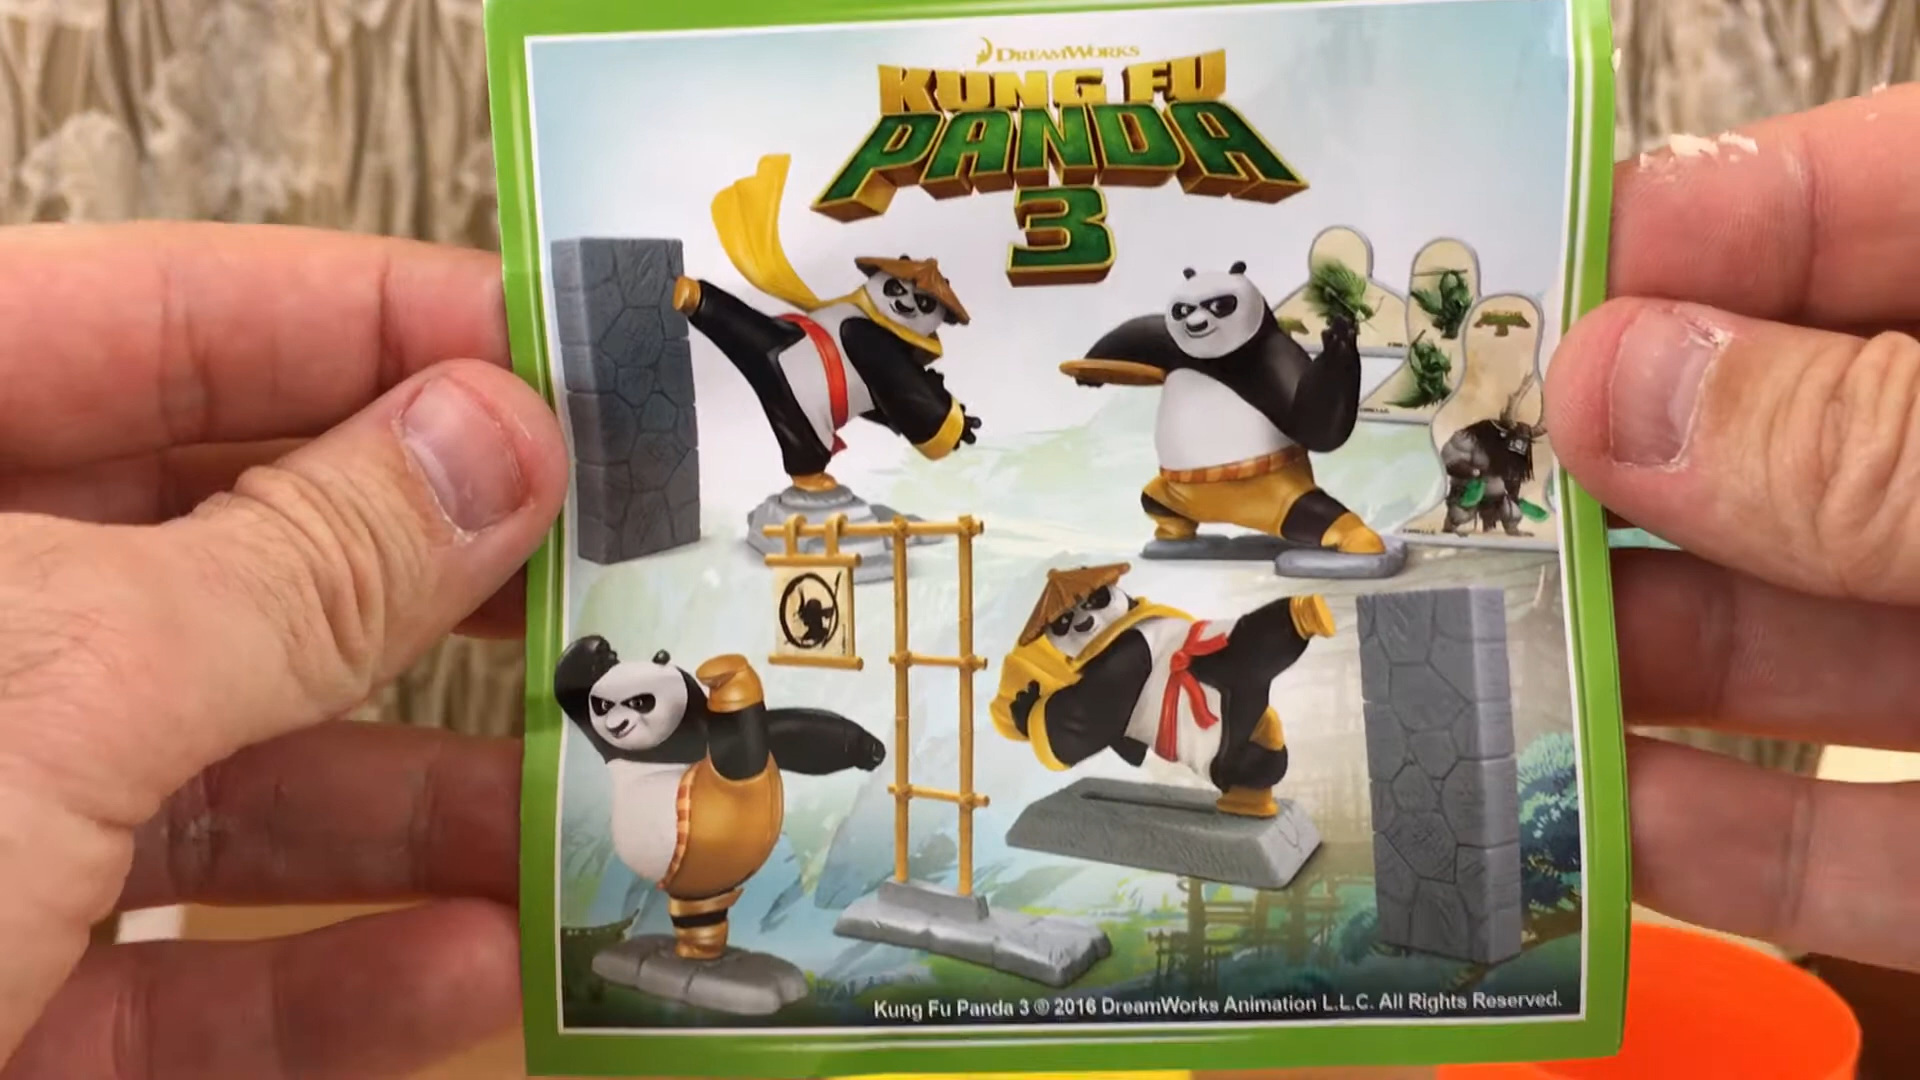 DREAMWORKS
KUNG FU
PANDA
3
Kung Fu Panda 3 © 2016 DreamWorks Animation L.L.C. All Rights Reserved.